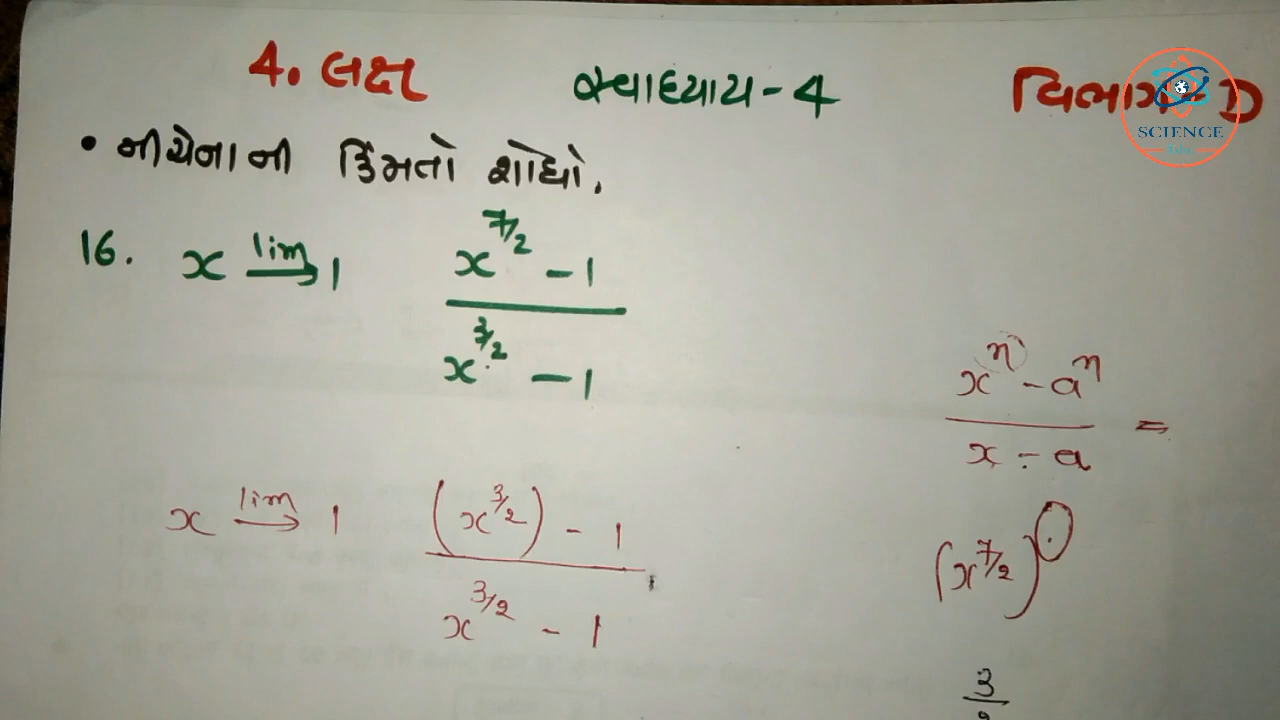 4. લક્ષ સ્વાધ્યાય-4 વિભાગ-D
• નીચેનાની કિંમતો શોધો.
16. x lim→ 1 x^7/2 - 1
x^3/2 - 1
x^n - a^n
x - a =
x lim→ 1 (x^3/2) - 1
x^3/2 - 1
(x^7/2)
3
SCIENCE